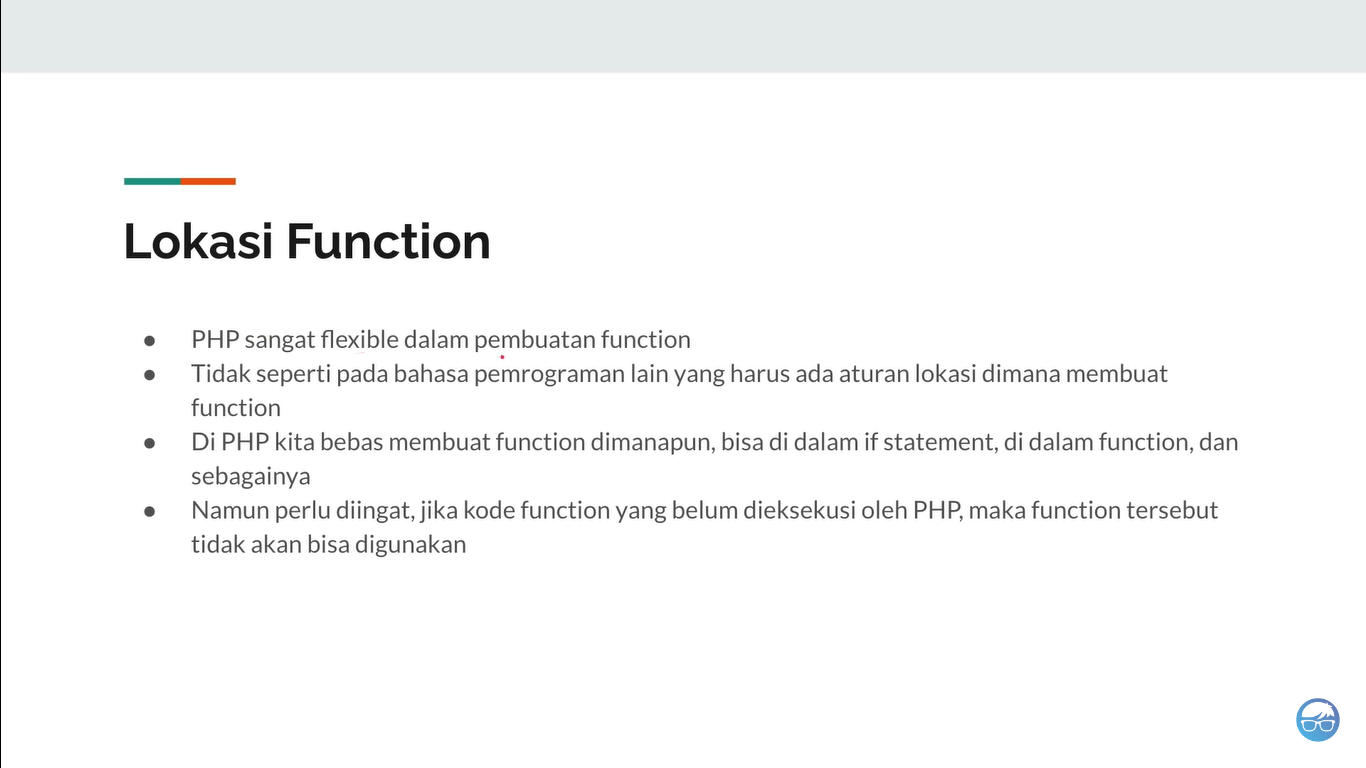 Lokasi Function
● PHP sangat flexible dalam pembuatan function
● Tidak seperti pada bahasa pemrograman lain yang harus ada aturan lokasi dimana membuat
function
● Di PHP kita bebas membuat function dimanapun, bisa di dalam if statement, di dalam function, dan
sebagainya
● Namun perlu diingat, jika kode function yang belum dieksekusi oleh PHP, maka function tersebut
tidak akan bisa digunakan